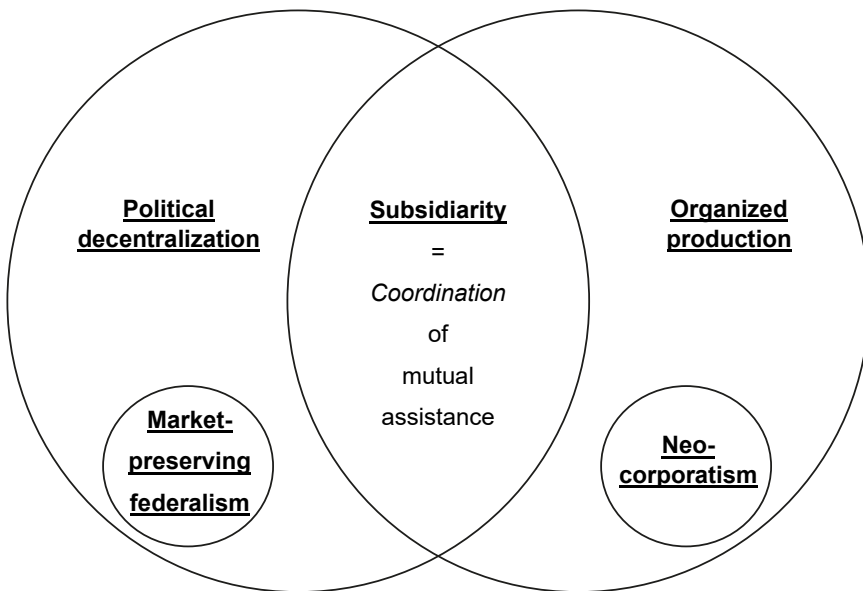 Political
decentralization
Subsidiarity
=
Coordination
of
mutual
assistance
Organized
production
Market-
preserving
federalism
Neo-
corporatism